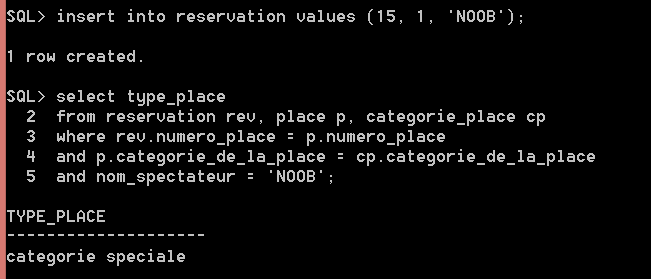 SQL> insert into reservation values (15, 1, 'NOOB');
1 row created.
SQL> select type_place
2 from reservation rev, place p, categorie_place cp
3 where rev.numero_place = p.numero_place
4 and p.categorie_de_la_place = cp.categorie_de_la_place
5 and nom_spectateur = 'NOOB';
TYPE_PLACE
--------------------
categorie speciale